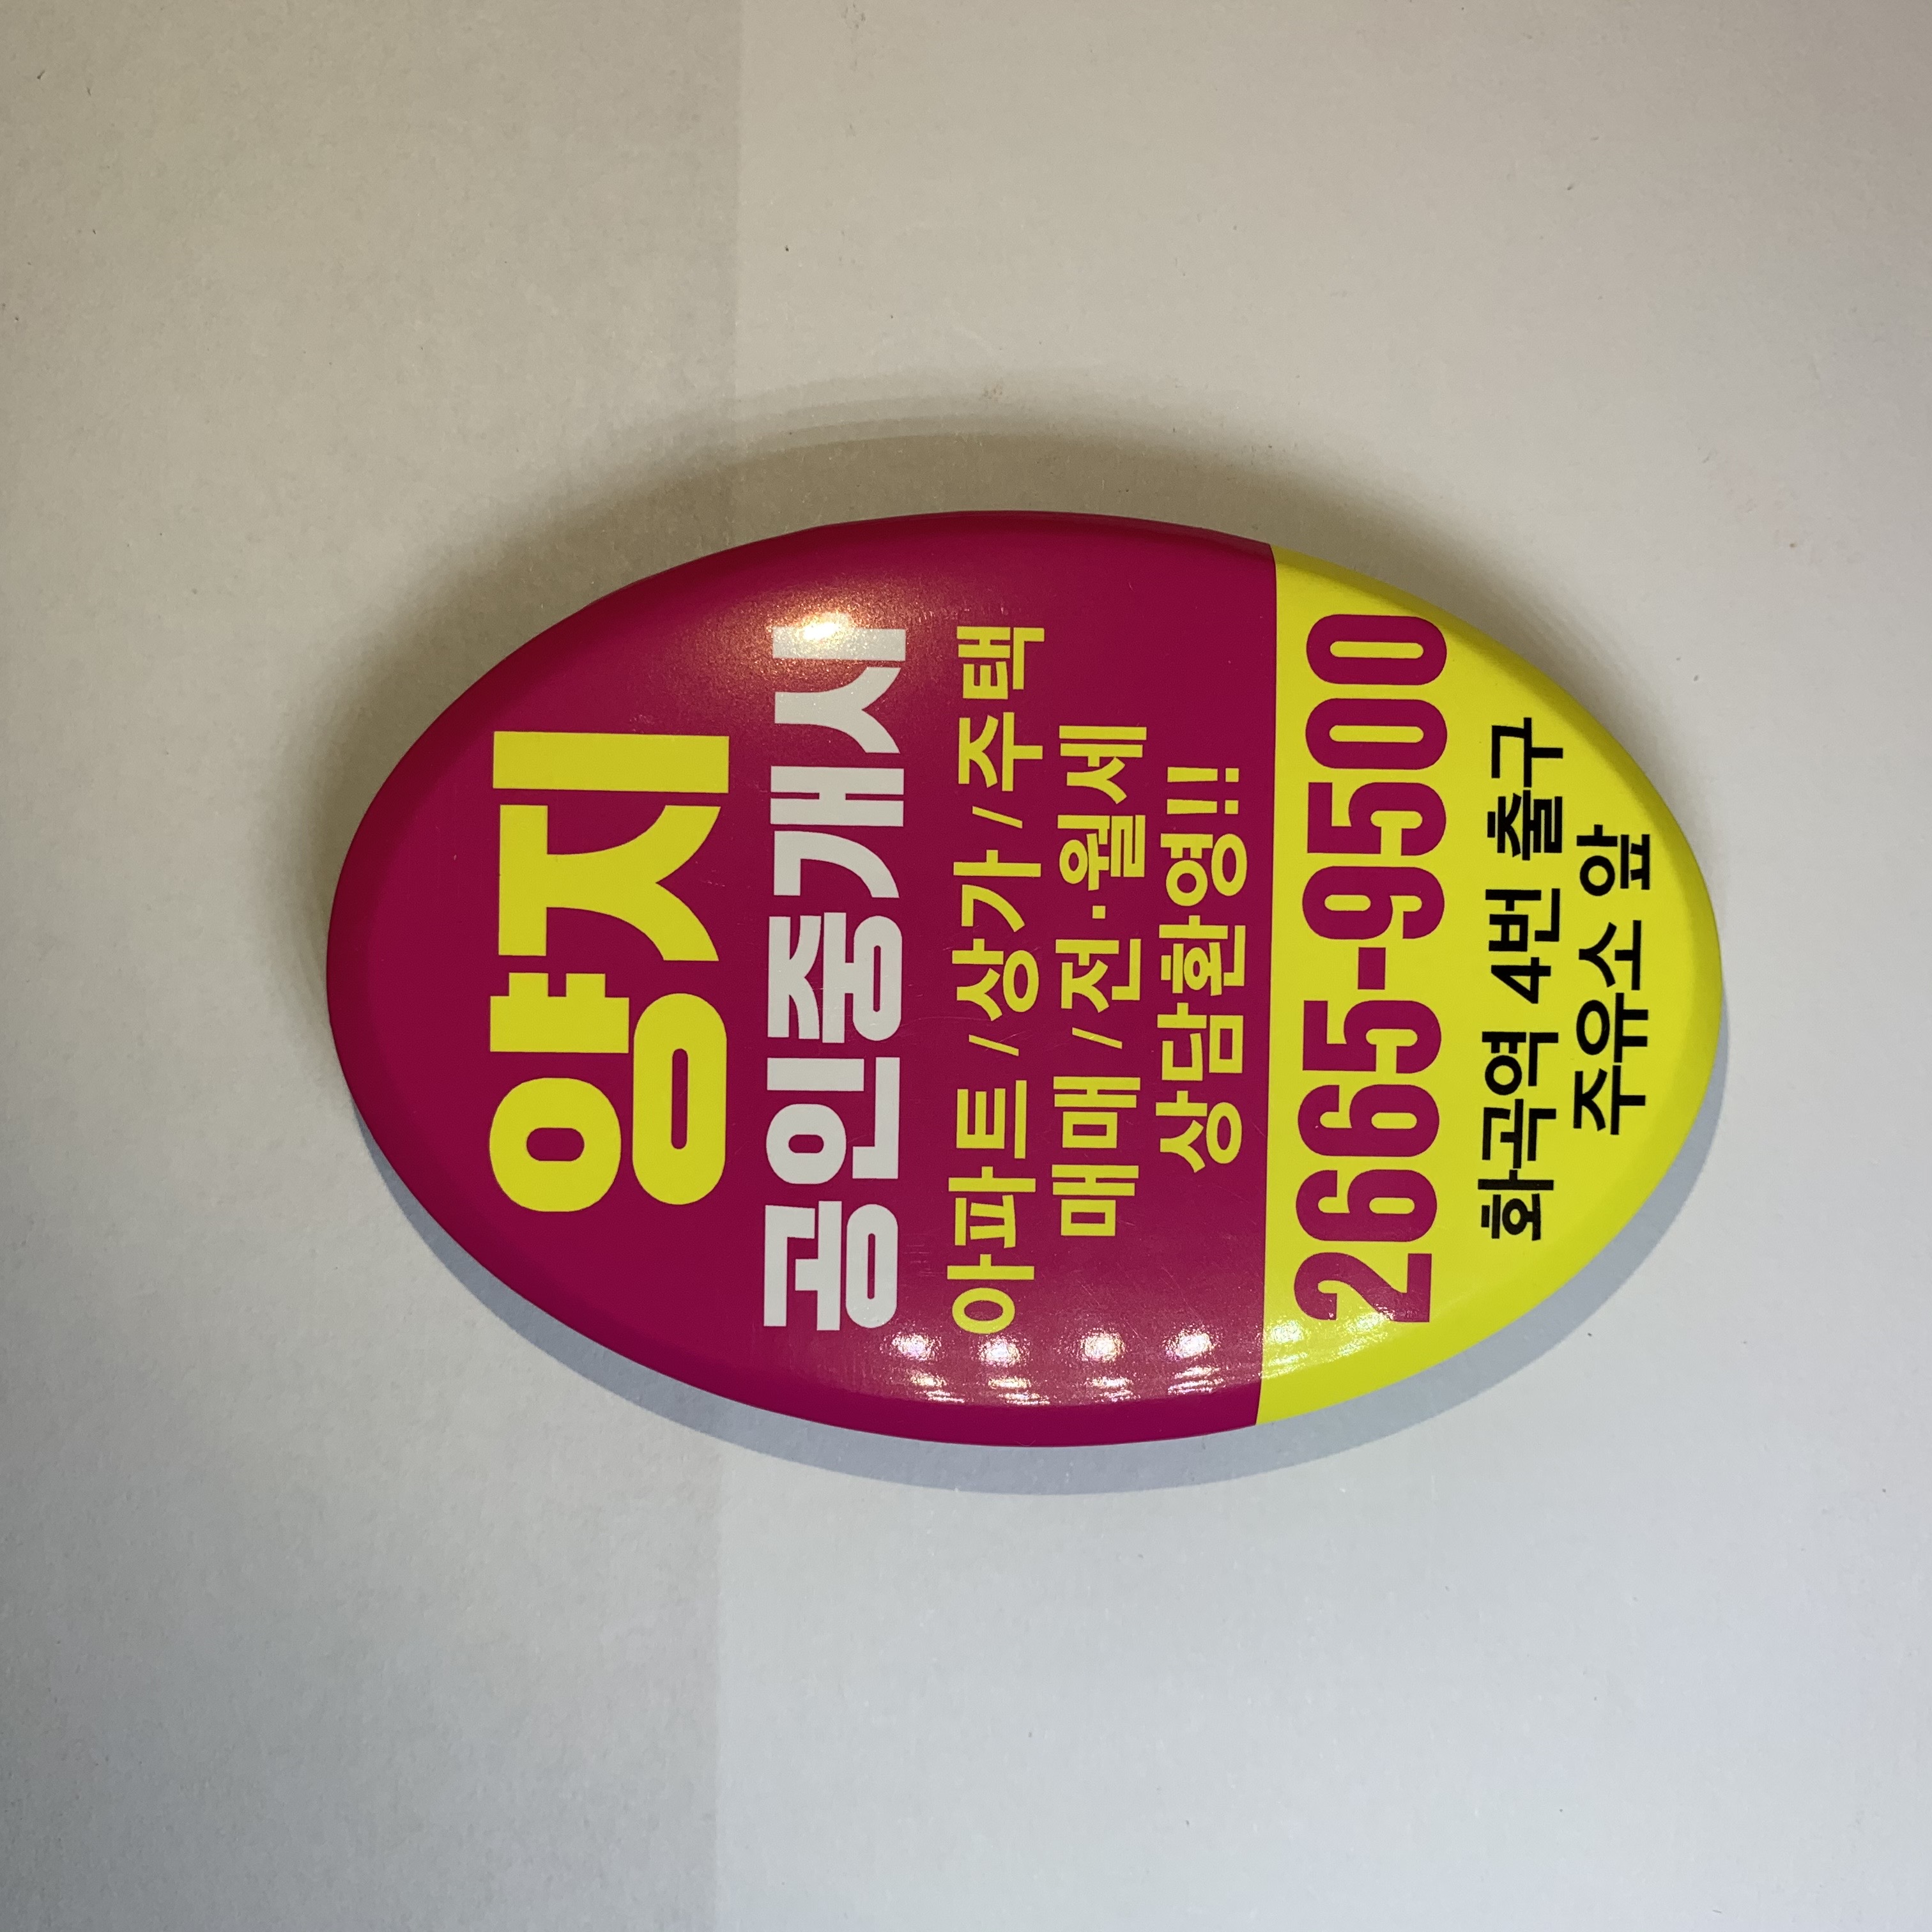 양지
공인중개사
아파트 / 상가 / 주택
매매 / 전·월세
상담환영!!
2665-9500
화곡역 4번 출구
주유소 앞